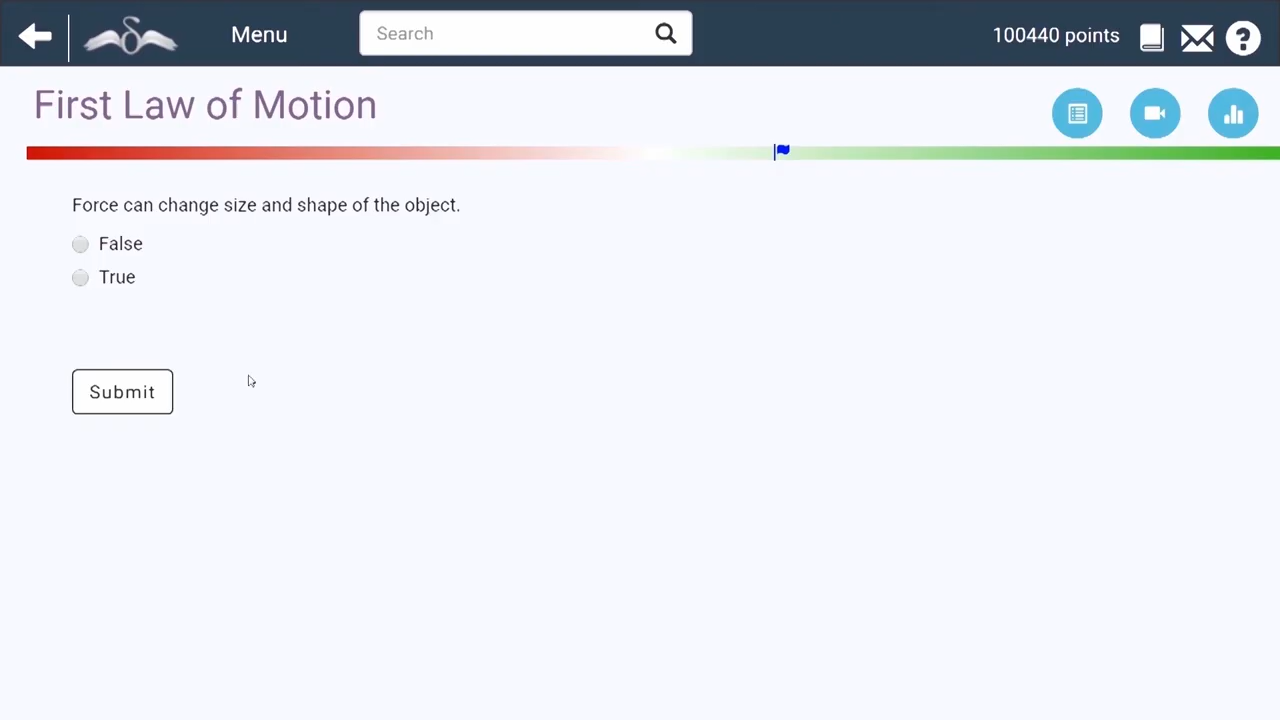 Menu
Search
100440 points
First Law of Motion
Force can change size and shape of the object.
False
True
Submit